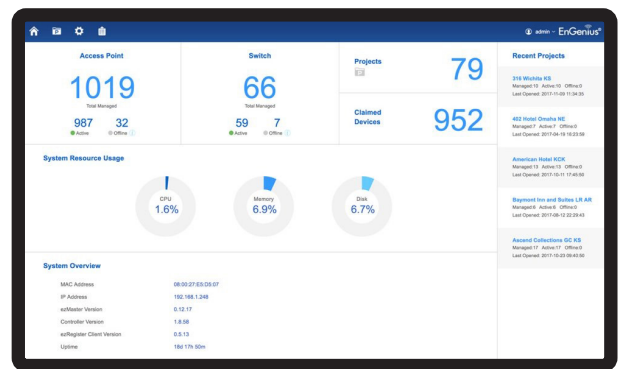 admin EnGenius®
Access Point
1019
Total Managed
987 32
Active Offline
Switch
66
Total Managed
59 7
Active Offline
Projects 79
Claimed Devices 952
System Resource Usage
CPU
1.6%
Memory
6.9%
Disk
6.7%
System Overview
MAC Address 08:00:27:E5:D5:07
IP Address 192.168.1.248
ezMaster Version 0.12.17
Controller Version 1.8.58
ezRegister Client Version 0.5.13
Uptime 18d 17h 50m
Recent Projects
316 Wichita KS
Managed:10 Active:10 Offline:0
Last Opened: 2017-11-09 11:34:35
402 Hotel Omaha NE
Managed:7 Active:7 Offline:0
Last Opened: 2017-04-19 18:23:59
American Hotel KCK
Managed:13 Active:13 Offline:0
Last Opened: 2017-10-11 17:45:50
Baymont Inn and Suites LR AR
Managed:6 Active:6 Offline:0
Last Opened: 2017-06-12 22:29:43
Ascend Collections GC KS
Managed:17 Active:17 Offline:0
Last Opened: 2017-10-23 09:40:50